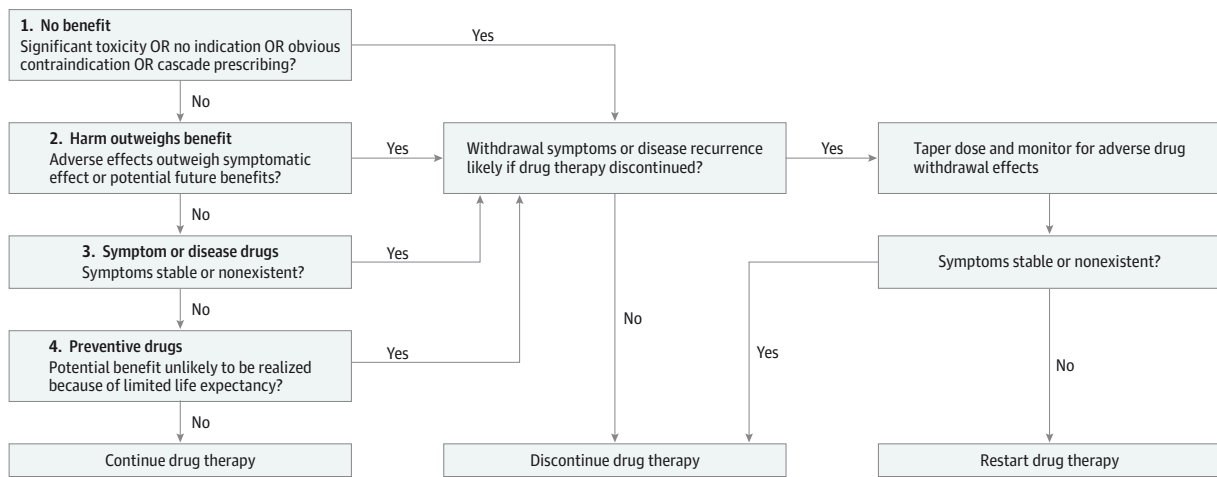 1. No benefit
Significant toxicity OR no indication OR obvious
contraindication OR cascade prescribing?
Yes
No
2. Harm outweighs benefit
Adverse effects outweigh symptomatic
effect or potential future benefits?
Yes
Withdrawal symptoms or disease recurrence
likely if drug therapy discontinued?
Yes
Taper dose and monitor for adverse drug
withdrawal effects
No
3. Symptom or disease drugs
Symptoms stable or nonexistent?
Yes
Symptoms stable or nonexistent?
No
No
4. Preventive drugs
Potential benefit unlikely to be realized
because of limited life expectancy?
Yes
Yes
No
No
Continue drug therapy
Discontinue drug therapy
Restart drug therapy